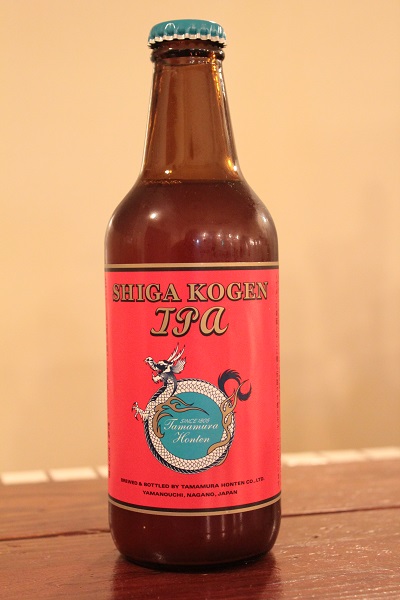 SHIGA KOGEN
IPA
SINCE 1805
Tamamura
Honten
BREWED & BOTTLED BY TAMAMURA HONTEN CO., LTD.
YAMANOUCHI, NAGANO, JAPAN